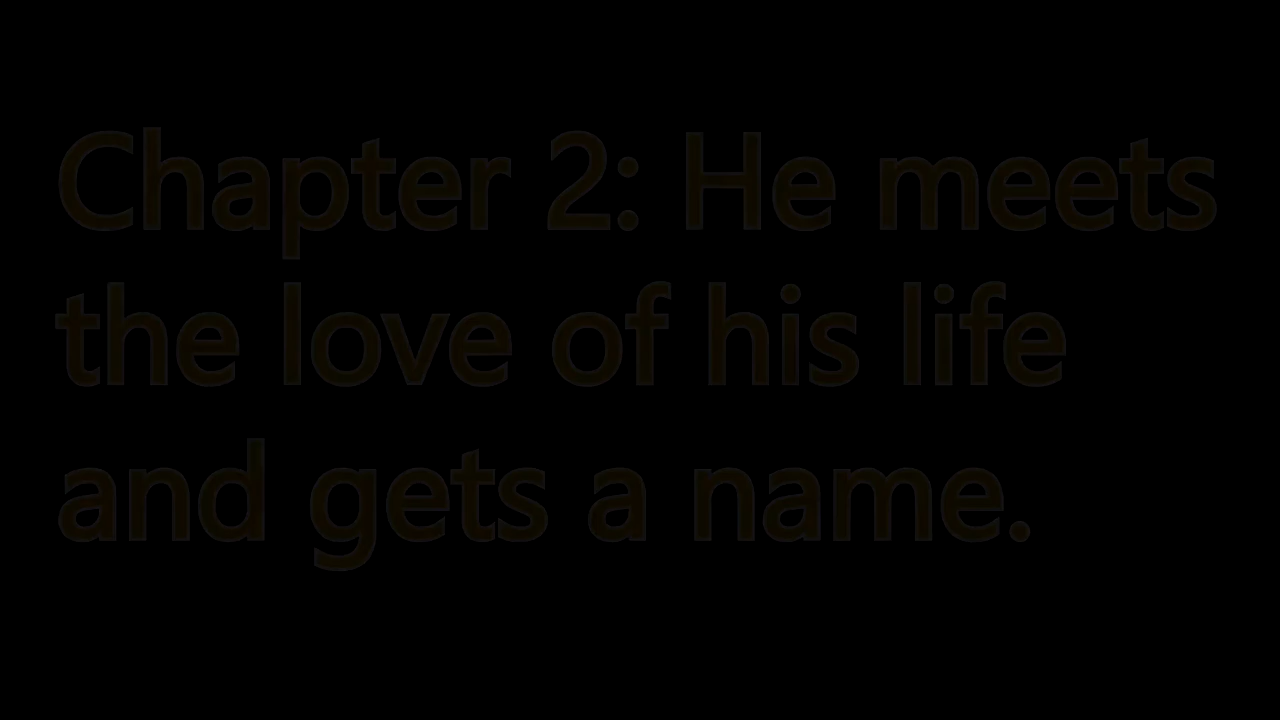 Chapter 2: He meets
the love of his life
and gets a name.